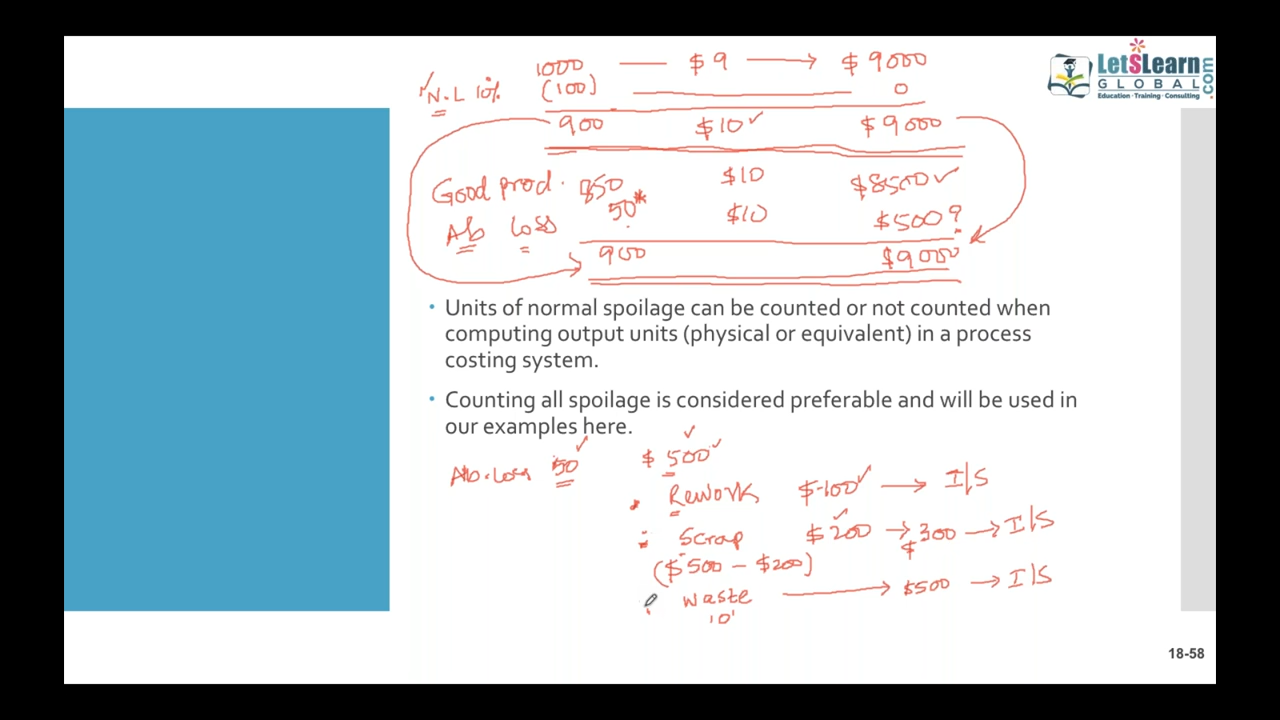 1000 — $9 → $9000
N.L 10% (100) 0
900 $10 ✓ $9000
Good prod. 850 $10 $8500 ✓
Ab Loss 50* $10 $500 ?
900 $9000
LetSLearn.com
GLOBAL
Education - Training - Consulting
• Units of normal spoilage can be counted or not counted when
computing output units (physical or equivalent) in a process
costing system.
• Counting all spoilage is considered preferable and will be used in
our examples here.
Ab. Loss 50 ✓ $500 ✓
• Rework $100 ✓ → I/S
• Scrap $200 → $300 → I/S
($500 – $200)
• Waste → $500 → I/S
18-58